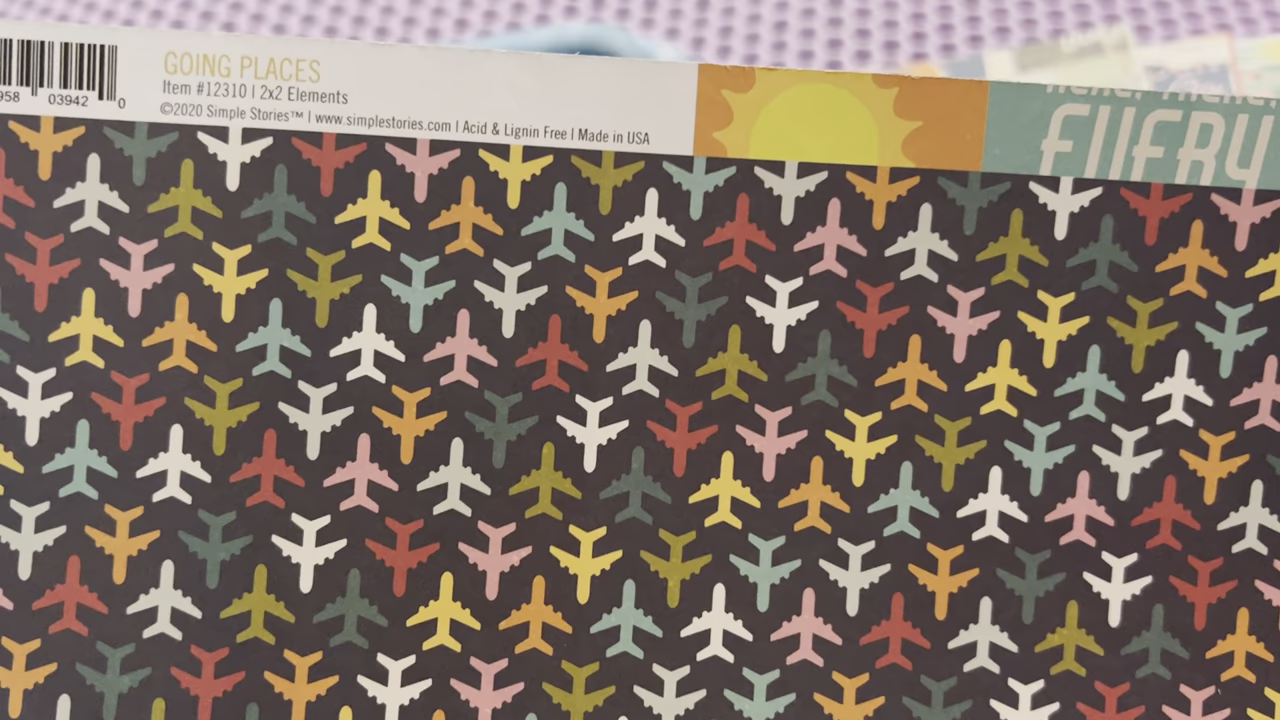 958 03942 0
GOING PLACES
Item #12310 | 2x2 Elements
©2020 Simple Stories™ | www.simplestories.com | Acid & Lignin Free | Made in USA